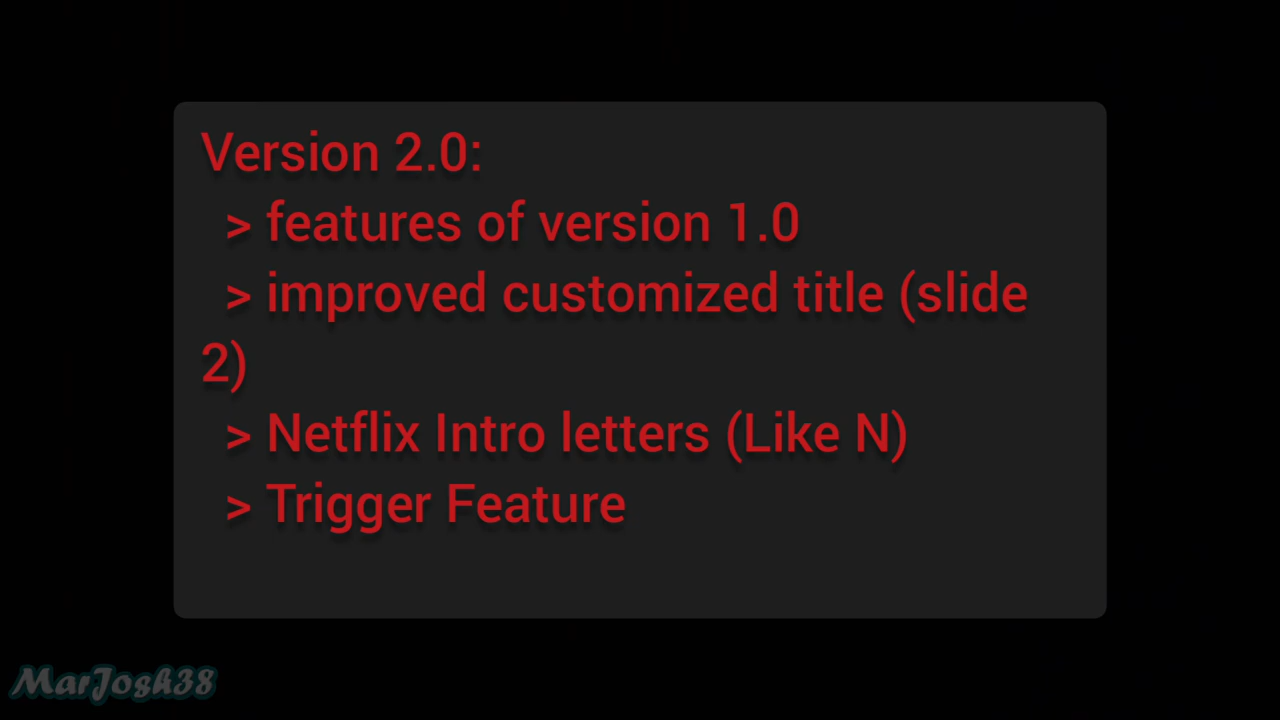 Version 2.0:
> features of version 1.0
> improved customized title (slide
2)
> Netflix Intro letters (Like N)
> Trigger Feature
MarJosh38